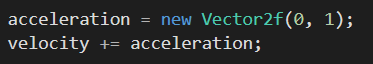 acceleration = new Vector2f(0, 1);
velocity += acceleration;